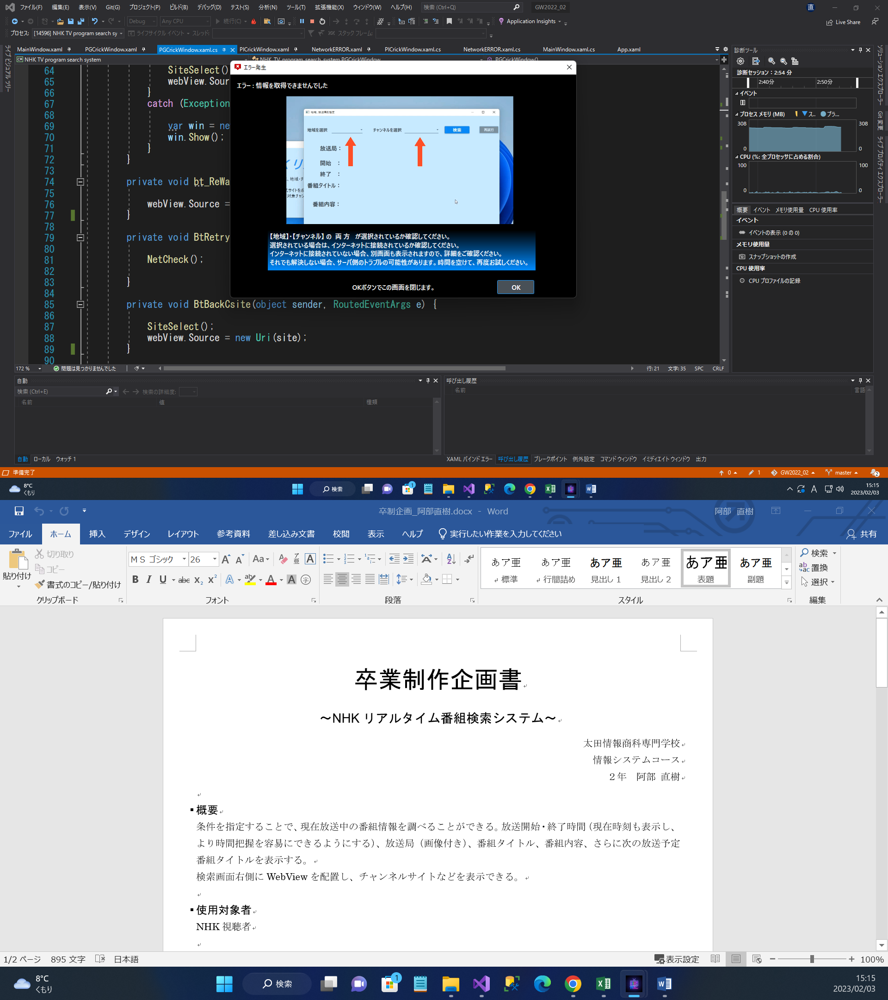 ファイル(F) 編集(E) 表示(V) Git(G) プロジェクト(P) ビルド(B) デバッグ(D) テスト(S) 分析(N) ツール(T) 拡張機能(X) ウィンドウ(W) ヘルプ(H) 検索 (Ctrl+Q) GW2022_02 直
Debug Any CPU 続行(C) Application Insights Live Share
プロセス: [14596] NHK TV program search sy ライフサイクル イベント スレッド: スタック フレーム:
MainWindow.xaml PGCrickWindow.xaml PGCrickWindow.xaml.cs PICrickWindow.xaml NetworkERROR.xaml PICrickWindow.xaml.cs NetworkERROR.xaml.cs MainWindow.xaml.cs App.xaml
NHK TV program search system NHK_TV_program_search_system.PGCrickWindow PGCrickWindow()
ライブ ビジュアル ツリー
64 SiteSelect()
65 webView.Sour
66 }
67 catch (Exception
68
69 var win = ne
70 win.Show();
71 }
72 }
73
74 private void bt_ReWa
75
76 webView.Source =
77 }
78
79 private void BtRetry
80
81 NetCheck();
82
83 }
84
85 private void BtBackCsite(object sender, RoutedEventArgs e) {
86
87 SiteSelect();
88 webView.Source = new Uri(site);
89 }
90
エラー発生
エラー : 情報を取得できませんでした
地域、放送局を指定
地域を選択 チャンネルを選択 検索 再試行
放送局 :
開始 :
終了 :
番組タイトル :
番組内容 :
【地域】・【チャンネル】 の 両 方 が選択されているか確認してください。
選択されている場合は、インターネットに接続されているか確認してください。
インターネットに接続されていない場合、別画面も表示されますので、詳細をご確認ください。
それでも解決しない場合、サーバ側のトラブルの可能性があります。時間を空けて、再度お試しください。
OKボタンでこの画面を閉じます。 OK
172 % 問題は見つかりませんでした 行: 21 文字: 35 SPC CRLF
診断ツール
診断セッション : 2:54 分
2:40分 2:50分
イベント
プロセス メモリ (MB) ス... プラ...
308 308
0 0
CPU (%: 全プロセッサに占める割合)
100 100
0 0
概要 イベント メモリ使用量 CPU 使用率
イベント
イベントの表示 (0 の 0)
メモリ使用量
スナップショットの作成
CPU 使用率
CPU プロファイルの記録
ソリューション エクスプローラー Git 変更 ライブ プロパティ エクスプローラー
自動
検索 (Ctrl+E) 検索の詳細度:
名前 値 種類
自動 ローカル ウォッチ 1
呼び出し履歴
名前 言語
XAML バインド エラー 呼び出し履歴 ブレークポイント 例外設定 コマンド ウィンドウ イミディエイト ウィンドウ 出力
準備完了 0 1 GW2022_02 master 2
8°C くもり 検索 1 A 15:15 2023/02/03
卒制企画_阿部直樹.docx - Word 阿部 直樹
ファイル ホーム 挿入 デザイン レイアウト 参考資料 差し込み文書 校閲 表示 ヘルプ 実行したい作業を入力してください 共有
貼り付け 切り取り コピー 書式のコピー/貼り付け
ＭＳ ゴシック 26 Aa
あア亜 あア亜 あア亜 あア亜 あア亜 あア亜
標準 行間詰め 見出し 1 見出し 2 表題 副題
検索 置換 選択
クリップボード フォント 段落 スタイル 編集
卒業制作企画書
～NHK リアルタイム番組検索システム～
太田情報商科専門学校
情報システムコース
２年 阿部 直樹
▪概要
条件を指定することで、現在放送中の番組情報を調べることができる。放送開始・終了時間（現在時刻も表示し、
より時間把握を容易にできるようにする）、放送局（画像付き）、番組タイトル、番組内容、さらに次の放送予定
番組タイトルを表示する。
検索画面右側に WebView を配置し、チャンネルサイトなどを表示できる。
▪使用対象者
NHK 視聴者
1/2 ページ 895 文字 日本語 表示設定 100%
8°C くもり 検索 1 15:15 2023/02/03